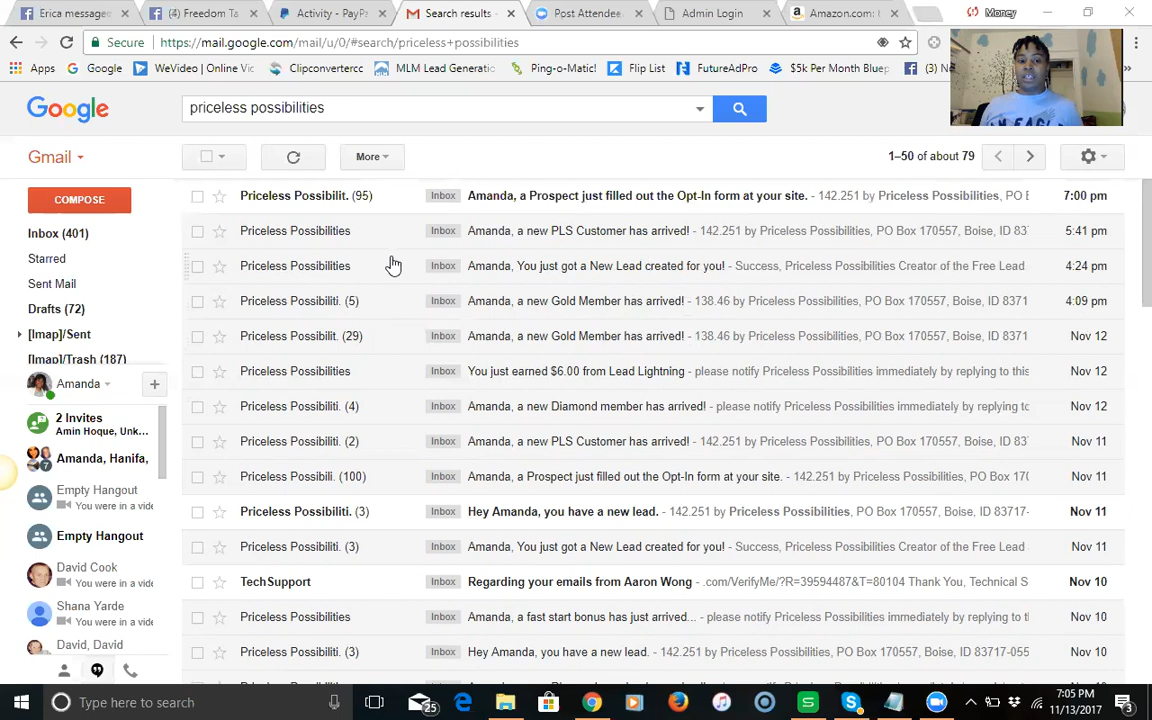 Erica messaged
(4) Freedom Ta
Activity - PayPa
Search results -
Post Attendee
Admin Login
Amazon.com: U
Money
Secure
https://mail.google.com/mail/u/0/#search/priceless+possibilities
Apps
Google
WeVideo | Online Vi
Clipconvertercc
MLM Lead Generatio
Ping-o-Matic!
Flip List
FutureAdPro
$5k Per Month Bluep
(3) N
»
Google
priceless possibilities
Gmail
More
1–50 of about 79
COMPOSE
Inbox (401)
Starred
Sent Mail
Drafts (72)
[Imap]/Sent
[Imap]/Trash (187)
Amanda
2 Invites
Amin Hoque, Unk...
Amanda, Hanifa,
7
Empty Hangout
You were in a vide
Empty Hangout
David Cook
You were in a vide
Shana Yarde
You were in a vide
David, David
Priceless Possibilit. (95) Inbox Amanda, a Prospect just filled out the Opt-In form at your site. - 142.251 by Priceless Possibilities, PO B 7:00 pm
Priceless Possibilities Inbox Amanda, a new PLS Customer has arrived! - 142.251 by Priceless Possibilities, PO Box 170557, Boise, ID 837 5:41 pm
Priceless Possibilities Inbox Amanda, You just got a New Lead created for you! - Success, Priceless Possibilities Creator of the Free Lead 4:24 pm
Priceless Possibiliti. (5) Inbox Amanda, a new Gold Member has arrived! - 138.46 by Priceless Possibilities, PO Box 170557, Boise, ID 8371 4:09 pm
Priceless Possibilit. (29) Inbox Amanda, a new Gold Member has arrived! - 138.46 by Priceless Possibilities, PO Box 170557, Boise, ID 8371 Nov 12
Priceless Possibilities Inbox You just earned $6.00 from Lead Lightning - please notify Priceless Possibilities immediately by replying to this Nov 12
Priceless Possibiliti. (4) Inbox Amanda, a new Diamond member has arrived! - please notify Priceless Possibilities immediately by replying to Nov 12
Priceless Possibiliti. (2) Inbox Amanda, a new PLS Customer has arrived! - 142.251 by Priceless Possibilities, PO Box 170557, Boise, ID 837 Nov 11
Priceless Possibili. (100) Inbox Amanda, a Prospect just filled out the Opt-In form at your site. - 142.251 by Priceless Possibilities, PO Box 170 Nov 11
Priceless Possibiliti. (3) Inbox Hey Amanda, you have a new lead. - 142.251 by Priceless Possibilities, PO Box 170557, Boise, ID 83717- Nov 11
Priceless Possibiliti. (3) Inbox Amanda, You just got a New Lead created for you! - Success, Priceless Possibilities Creator of the Free Lead Nov 11
TechSupport Inbox Regarding your emails from Aaron Wong - .com/VerifyMe/?R=39594487&T=80104 Thank You, Technical S Nov 10
Priceless Possibilities Inbox Amanda, a fast start bonus has just arrived... - please notify Priceless Possibilities immediately by replying to Nov 10
Priceless Possibiliti. (3) Inbox Hey Amanda, you have a new lead. - 142.251 by Priceless Possibilities, PO Box 170557, Boise, ID 83717-055 Nov 10
Type here to search
25
7:05 PM
11/13/2017
3